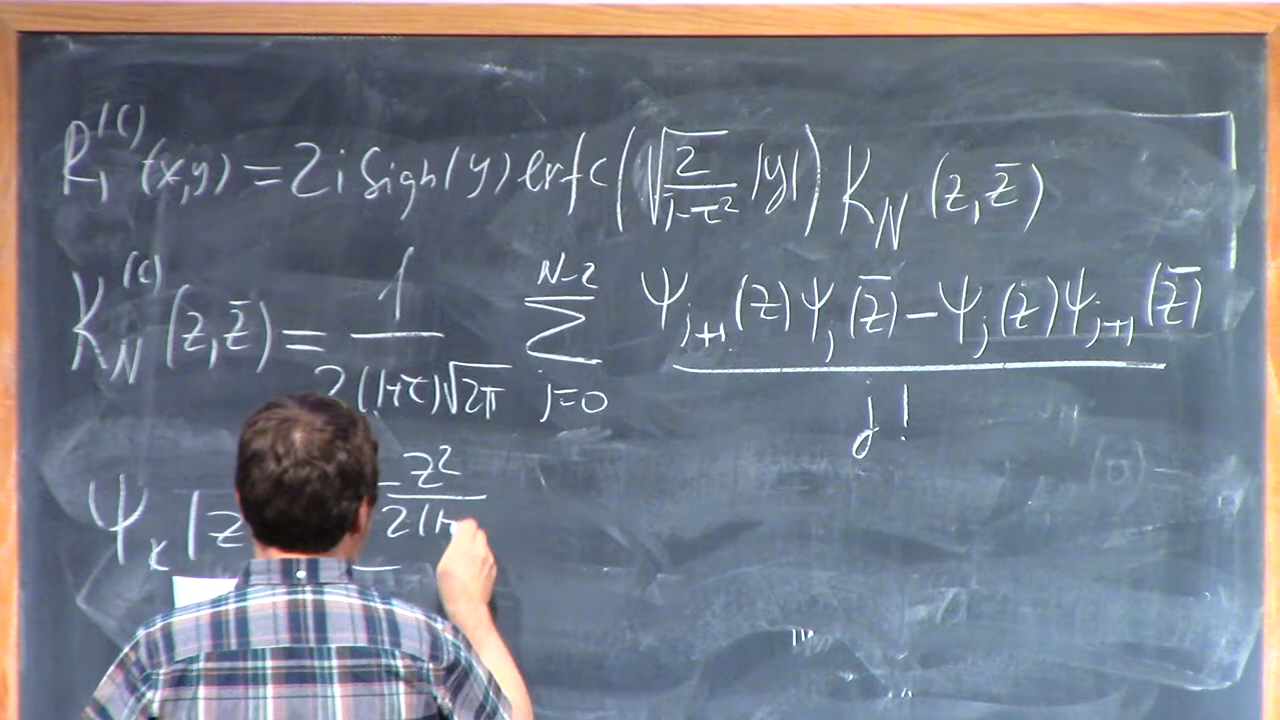 R_1^{(c)}(x,y) = 2i Sign(y) erfc(√(2/(1-τ²)) |y|) K_N(z,z̄)
K_N^{(c)}(z,z̄) = 1/(2(1+τ)√2π) Σ_{j=0}^{N-2} (ψ_{j+1}(z)ψ_j(z̄) - ψ_j(z)ψ_{j+1}(z̄))/j!
ψ_k(z -z²/2(1+